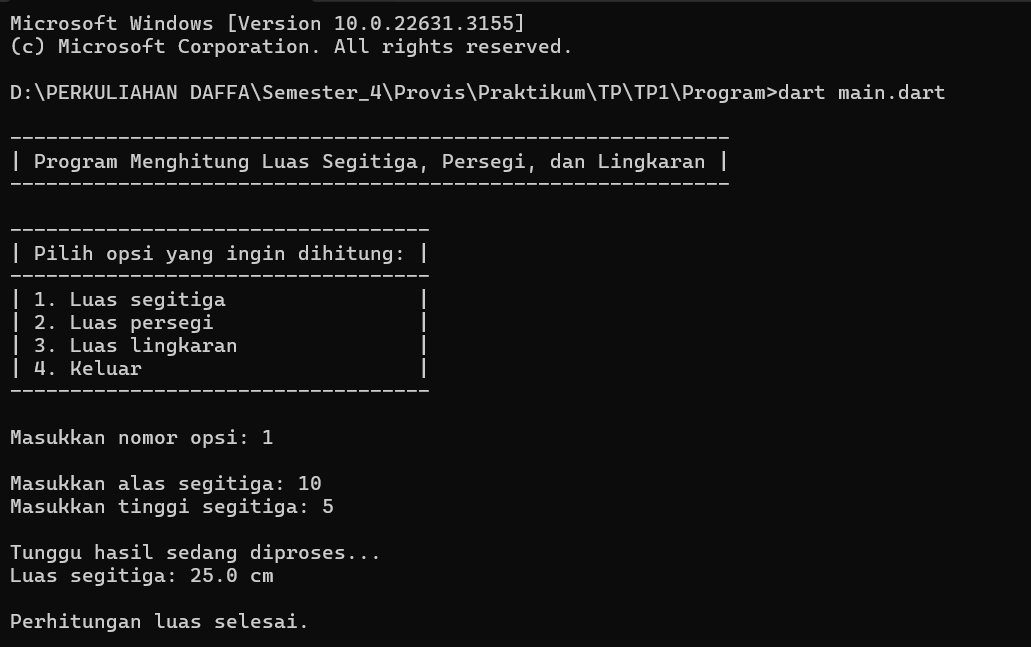 Microsoft Windows [Version 10.0.22631.3155]
(c) Microsoft Corporation. All rights reserved.
D:\PERKULIAHAN DAFFA\Semester_4\Provis\Praktikum\TP\TP1\Program>dart main.dart
------------------------------------------------------------
| Program Menghitung Luas Segitiga, Persegi, dan Lingkaran |
------------------------------------------------------------
-----------------------------------
| Pilih opsi yang ingin dihitung: |
-----------------------------------
| 1. Luas segitiga                |
| 2. Luas persegi                 |
| 3. Luas lingkaran               |
| 4. Keluar                       |
-----------------------------------
Masukkan nomor opsi: 1
Masukkan alas segitiga: 10
Masukkan tinggi segitiga: 5
Tunggu hasil sedang diproses...
Luas segitiga: 25.0 cm
Perhitungan luas selesai.